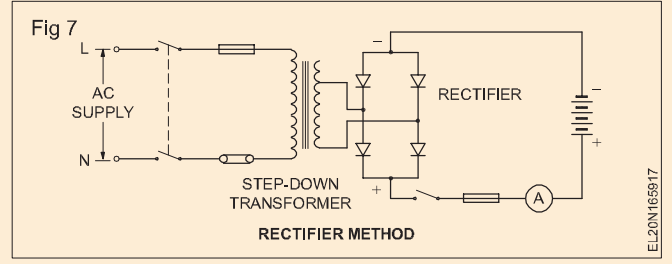 Fig 7
L
AC
SUPPLY
N
STEP-DOWN
TRANSFORMER
–
RECTIFIER
+
A
–
+
RECTIFIER METHOD
EL20N165917